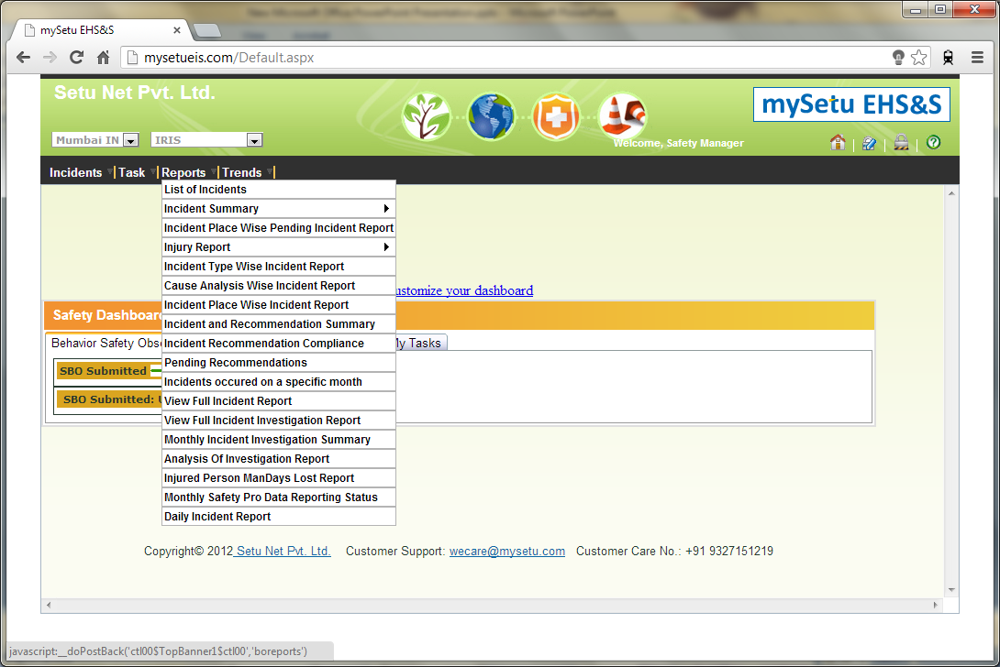 mySetu EHS&S
mysetueis.com/Default.aspx
Setu Net Pvt. Ltd.
mySetu EHS&S
Mumbai IN
IRIS
Welcome, Safety Manager
Incidents Task Reports Trends
List of Incidents
Incident Summary
Incident Place Wise Pending Incident Report
Injury Report
Incident Type Wise Incident Report
Cause Analysis Wise Incident Report
ustomize your dashboard
Incident Place Wise Incident Report
Safety Dashboard
Incident and Recommendation Summary
Behavior Safety Obs
Incident Recommendation Compliance
My Tasks
Pending Recommendations
SBO Submitted
Incidents occured on a specific month
SBO Submitted: U
View Full Incident Report
View Full Incident Investigation Report
Monthly Incident Investigation Summary
Analysis Of Investigation Report
Injured Person ManDays Lost Report
Monthly Safety Pro Data Reporting Status
Daily Incident Report
Copyright© 2012 Setu Net Pvt. Ltd. Customer Support: wecare@mysetu.com Customer Care No.: +91 9327151219
javascript:__doPostBack('ctl00$TopBanner1$ctl00','boreports')